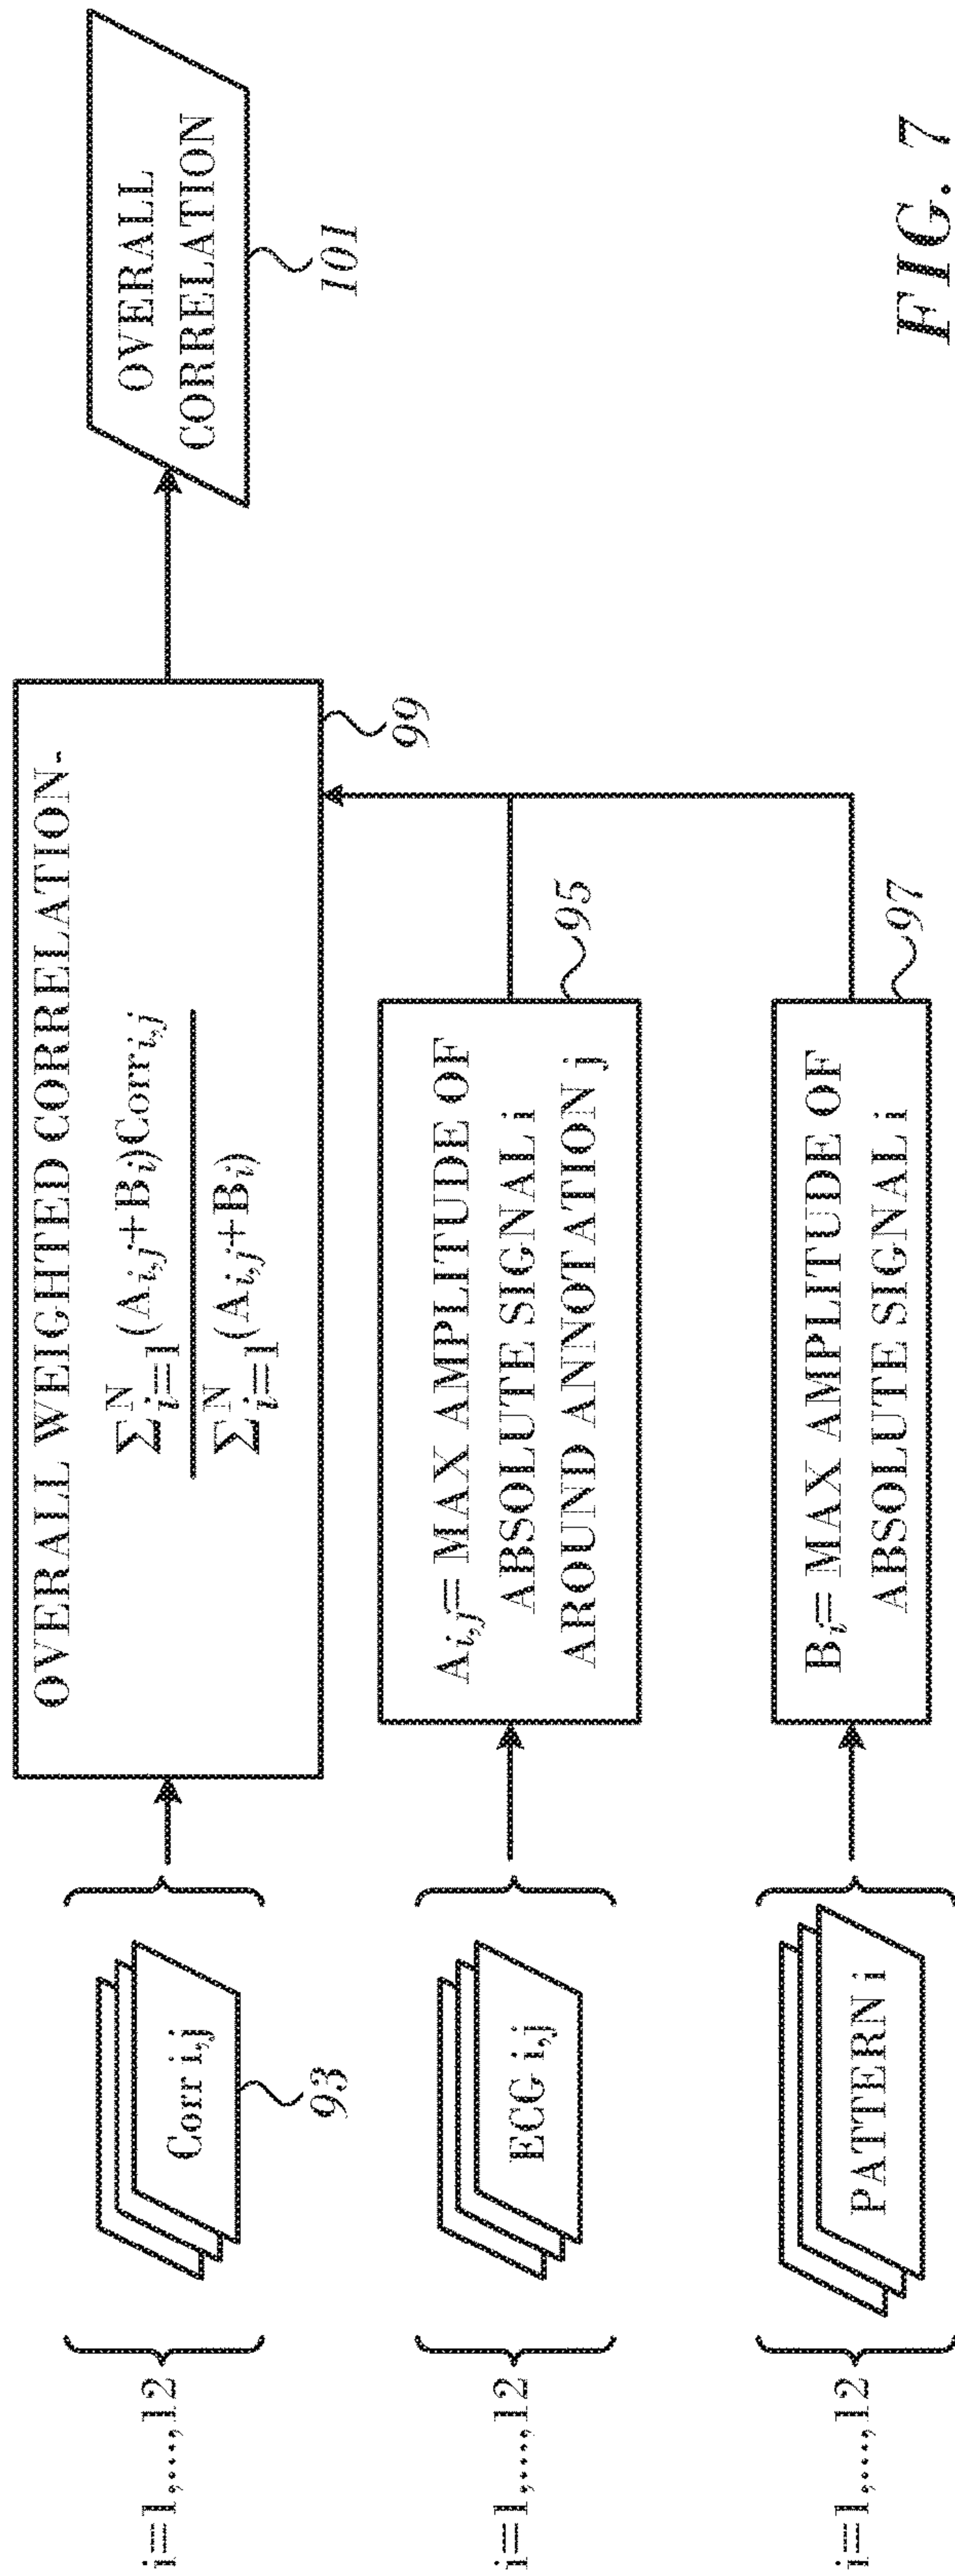 i=1,...,12
Corr i,j
93
OVERALL WEIGHTED CORRELATION-
∑ᴺᵢ₌₁(A_{i,j}+B_i)Corr_{i,j}
∑ᴺᵢ₌₁(A_{i,j}+B_i)
99
OVERALL
CORRELATION
101
i=1,...,12
ECG i,j
A_{i,j}= MAX AMPLITUDE OF
ABSOLUTE SIGNAL i
AROUND ANNOTATION j
95
i=1,...,12
PATTERN i
B_i= MAX AMPLITUDE OF
ABSOLUTE SIGNAL i
97
FIG. 7